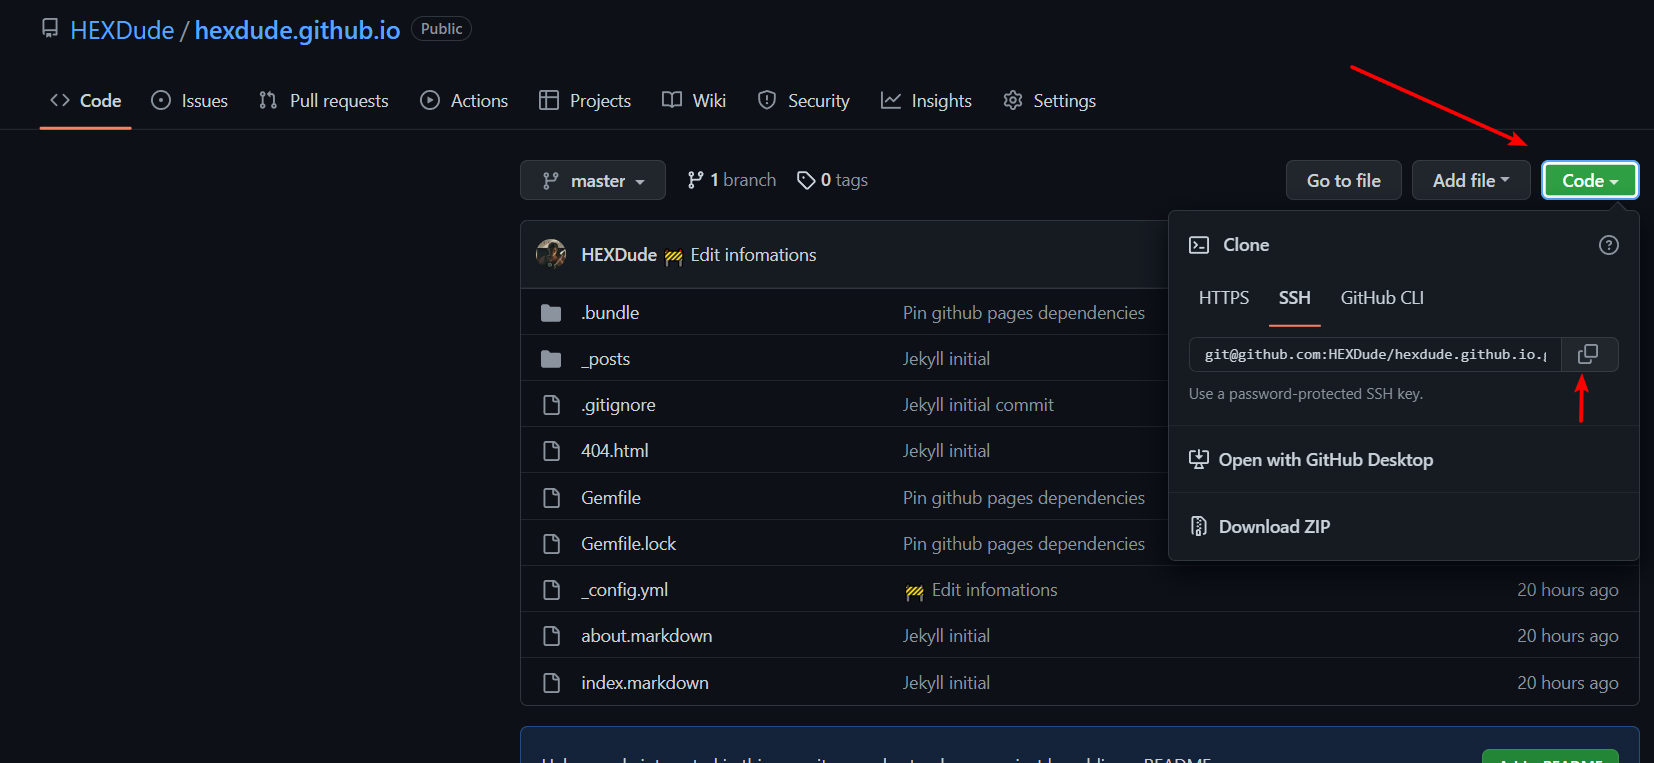 HEXDude / hexdude.github.io Public
Code Issues Pull requests Actions Projects Wiki Security Insights Settings
master 1 branch 0 tags Go to file Add file Code
HEXDude 🚧 Edit infomations
Clone
HTTPS SSH GitHub CLI
git@github.com:HEXDude/hexdude.github.io.g
Use a password-protected SSH key.
Open with GitHub Desktop
Download ZIP
.bundle Pin github pages dependencies
_posts Jekyll initial
.gitignore Jekyll initial commit
404.html Jekyll initial
Gemfile Pin github pages dependencies
Gemfile.lock Pin github pages dependencies
_config.yml 🚧 Edit infomations 20 hours ago
about.markdown Jekyll initial 20 hours ago
index.markdown Jekyll initial 20 hours ago
README